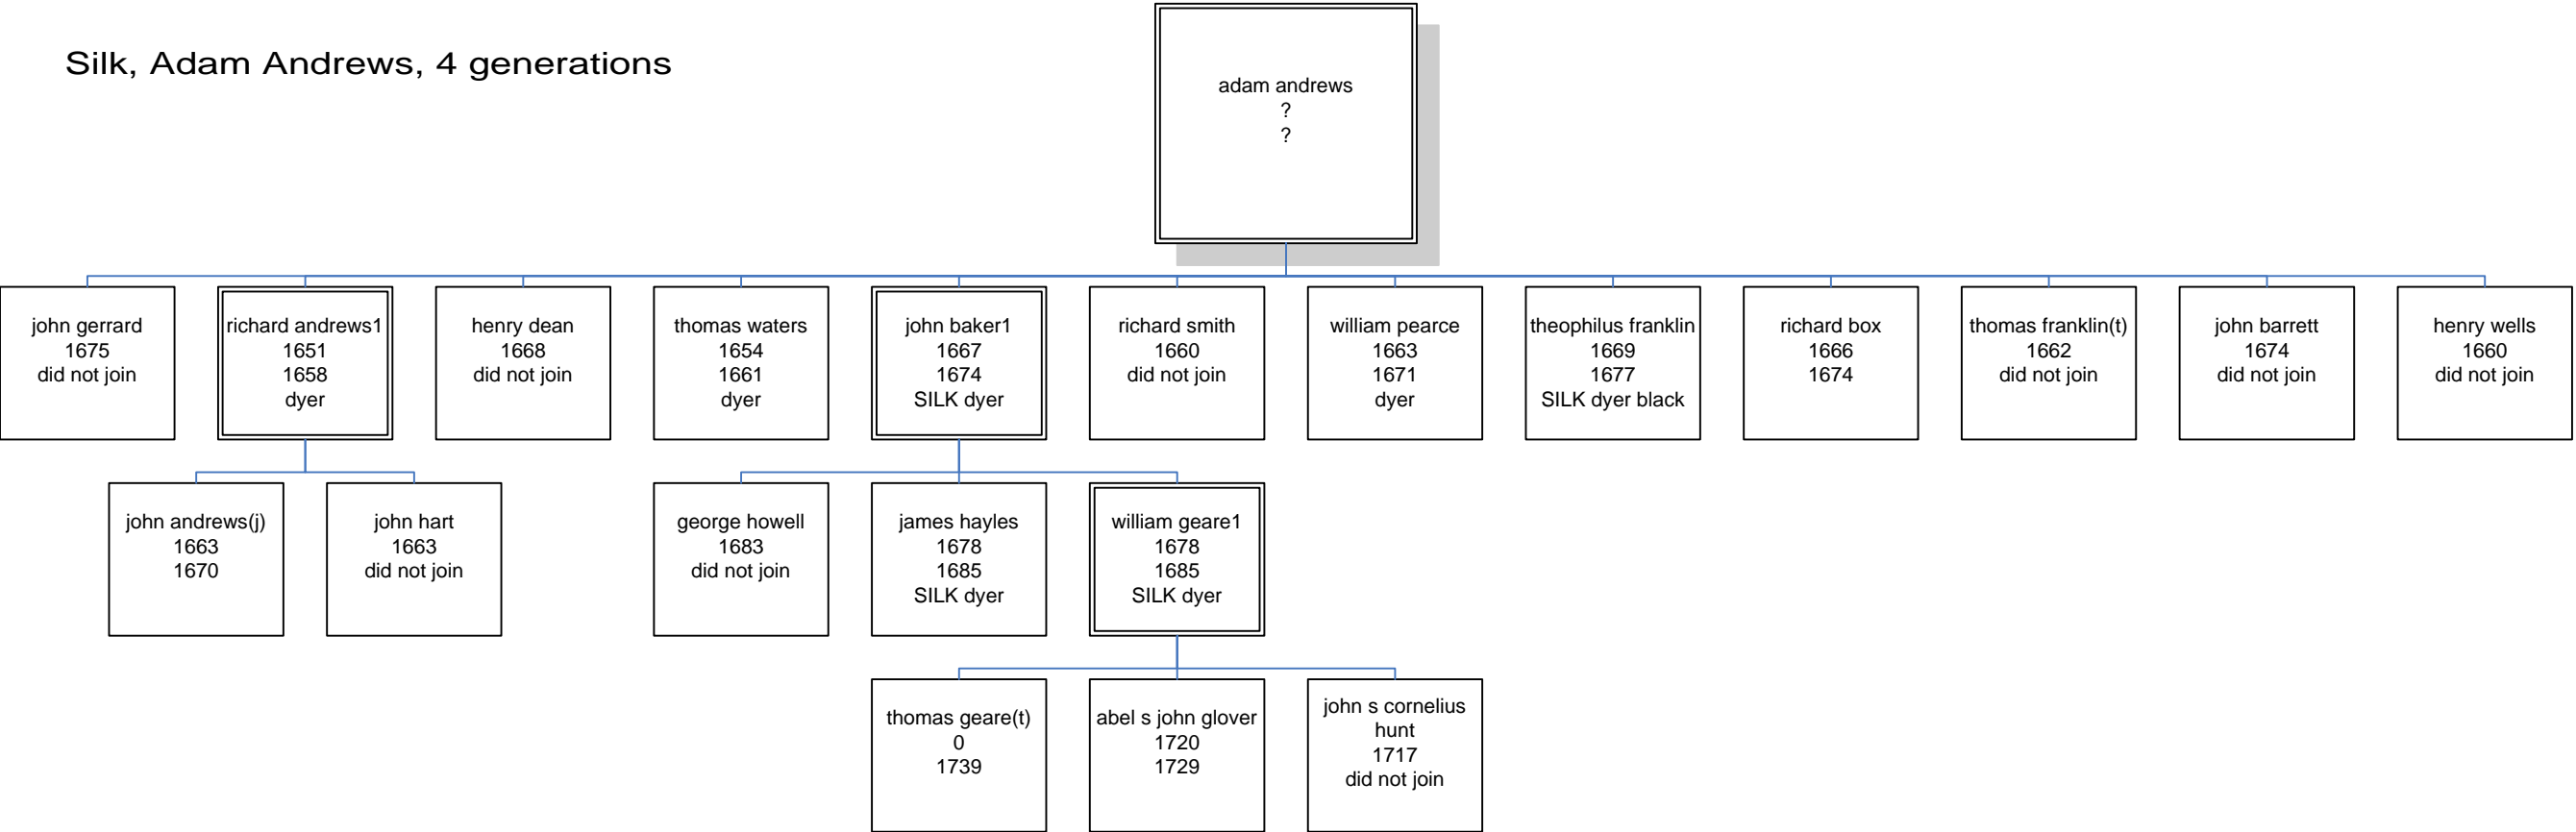 Silk, Adam Andrews, 4 generations
adam andrews
?
?
john gerrard
1675
did not join
richard andrews1
1651
1658
dyer
henry dean
1668
did not join
thomas waters
1654
1661
dyer
john baker1
1667
1674
SILK dyer
richard smith
1660
did not join
william pearce
1663
1671
dyer
theophilus franklin
1669
1677
SILK dyer black
richard box
1666
1674
thomas franklin(t)
1662
did not join
john barrett
1674
did not join
henry wells
1660
did not join
john andrews(j)
1663
1670
john hart
1663
did not join
george howell
1683
did not join
james hayles
1678
1685
SILK dyer
william geare1
1678
1685
SILK dyer
thomas geare(t)
0
1739
abel s john glover
1720
1729
john s cornelius
hunt
1717
did not join